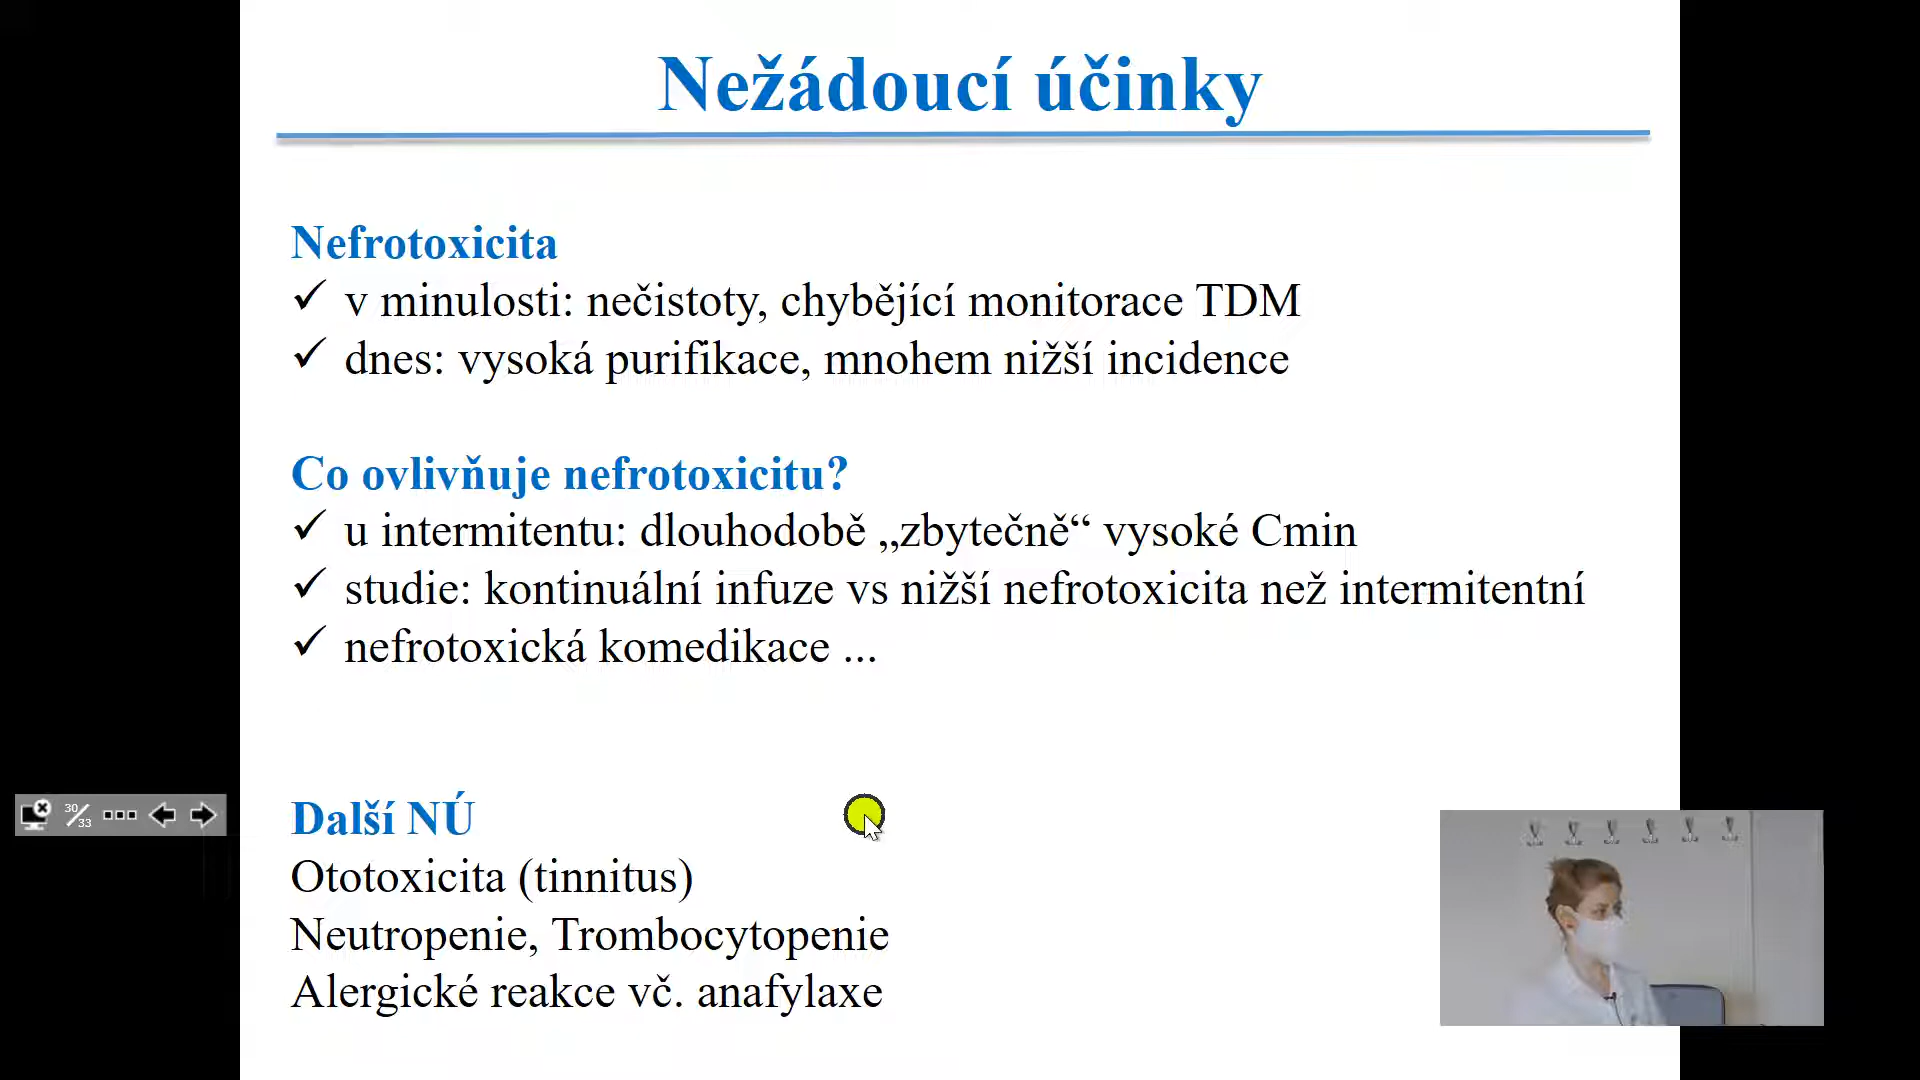 Nežádoucí účinky
Nefrotoxicita
✓ v minulosti: nečistoty, chybějící monitorace TDM
✓ dnes: vysoká purifikace, mnohem nižší incidence
Co ovlivňuje nefrotoxicitu?
✓ u intermitentu: dlouhodobě „zbytečně“ vysoké Cmin
✓ studie: kontinuální infuze vs nižší nefrotoxicita než intermitentní
✓ nefrotoxická komedikace ...
30/33
Další NÚ
Ototoxicita (tinnitus)
Neutropenie, Trombocytopenie
Alergické reakce vč. anafylaxe